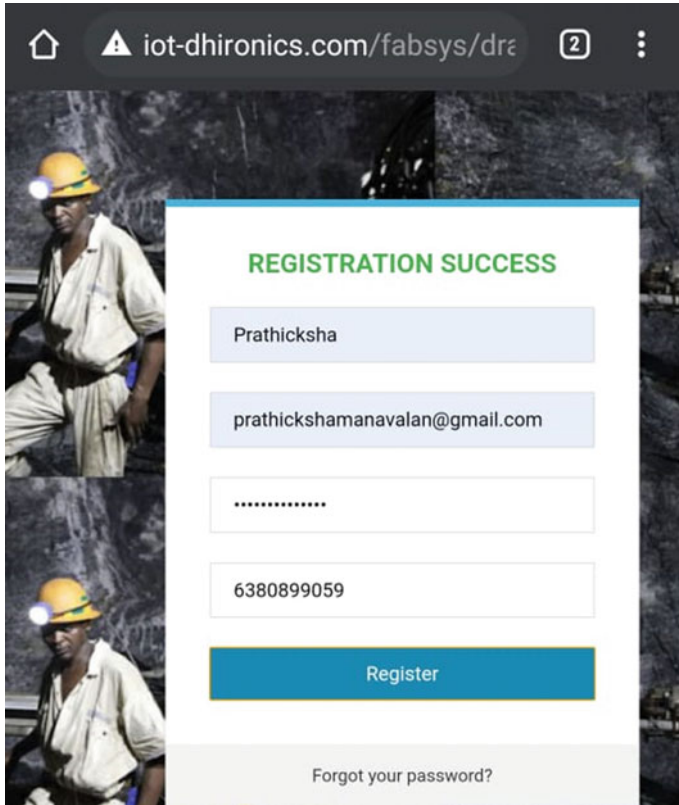 iot-dhironics.com/fabsys/dra
2
REGISTRATION SUCCESS
Prathicksha
prathickshamanavalan@gmail.com
••••••••••••••
6380899059
Register
Forgot your password?